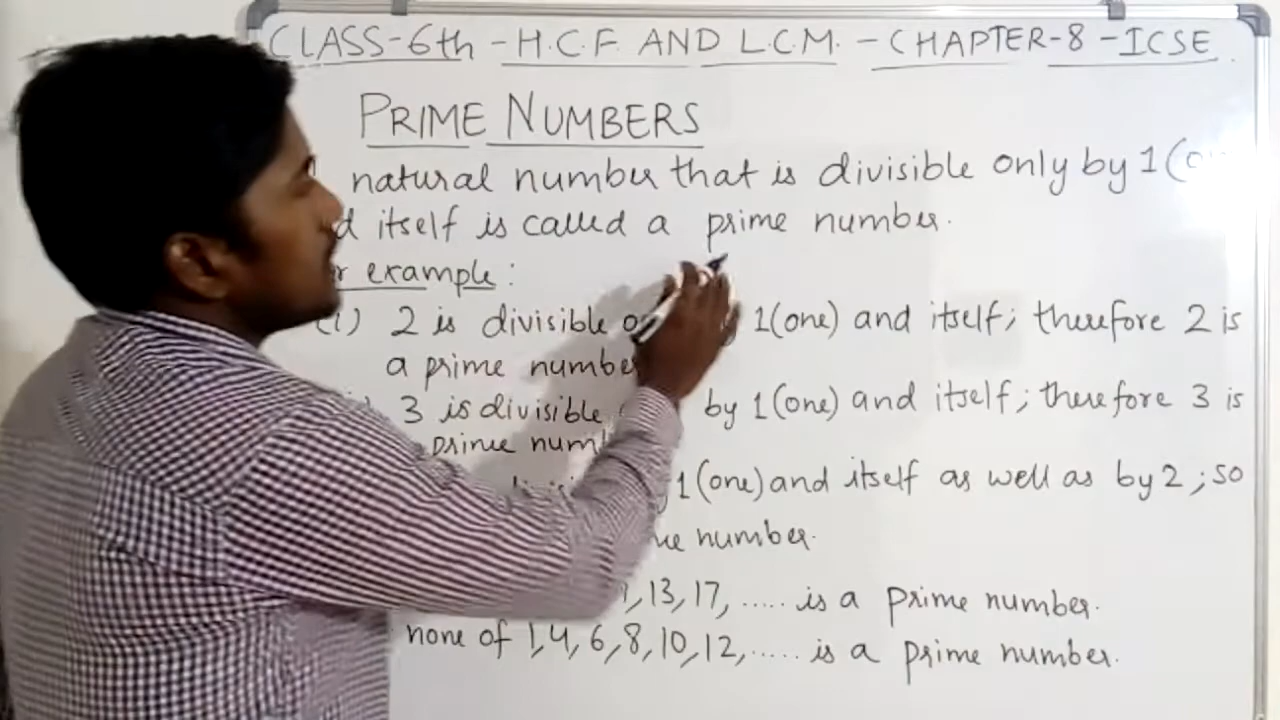 CLASS-6th - H.C.F. AND L.C.M. - CHAPTER-8 - ICSE
PRIME NUMBERS
natural number that is divisible only by 1(
itself is called a prime number.
example:
(i) 2 is divisible by 1(one) and itself; therefore 2 is
a prime number
3 is divisible by 1(one) and itself; therefore 3 is
prime
by 1(one) and itself as well as by 2; so
number.
, 13, 17, ..... is a prime number.
none of 1, 4, 6, 8, 10, 12, ..... is a prime number.